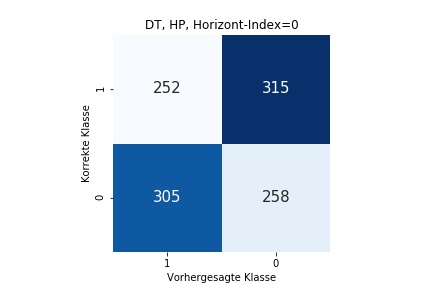 DT, HP, Horizont-Index=0
Korrekte Klasse
1
252
315
0
305
258
1
0
Vorhergesagte Klasse